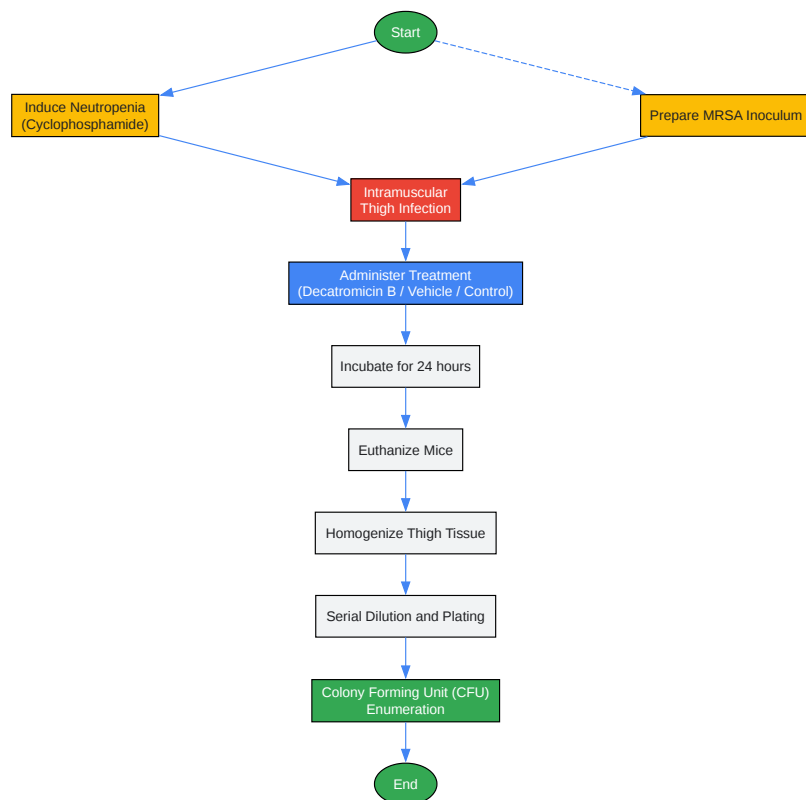 Start
Induce Neutropenia
(Cyclophosphamide)
Prepare MRSA Inoculum
Intramuscular
Thigh Infection
Administer Treatment
(Decatromicin B / Vehicle / Control)
Incubate for 24 hours
Euthanize Mice
Homogenize Thigh Tissue
Serial Dilution and Plating
Colony Forming Unit (CFU)
Enumeration
End